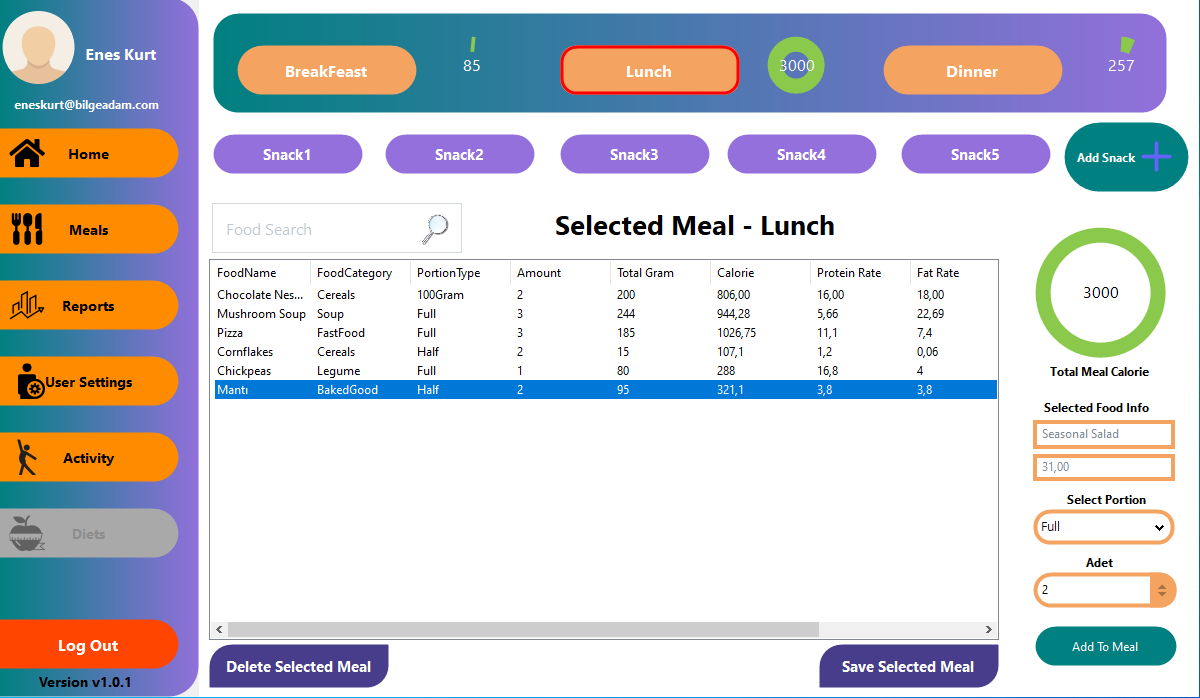 Enes Kurt
eneskurt@bilgeadam.com
Home
Meals
Reports
User Settings
Activity
Diets
Log Out
Version v1.0.1
BreakFeast
85
Lunch
3000
Dinner
257
Snack1
Snack2
Snack3
Snack4
Snack5
Add Snack
Food Search
Selected Meal - Lunch
FoodName FoodCategory PortionType Amount Total Gram Calorie Protein Rate Fat Rate
Chocolate Nes... Cereals 100Gram 2 200 806,00 16,00 18,00
Mushroom Soup Soup Full 3 244 944,28 5,66 22,69
Pizza FastFood Full 3 185 1026,75 11,1 7,4
Cornflakes Cereals Half 2 15 107,1 1,2 0,06
Chickpeas Legume Full 1 80 288 16,8 4
Mantı BakedGood Half 2 95 321,1 3,8 3,8
Delete Selected Meal
Save Selected Meal
3000
Total Meal Calorie
Selected Food Info
Seasonal Salad
31,00
Select Portion
Full
Adet
2
Add To Meal